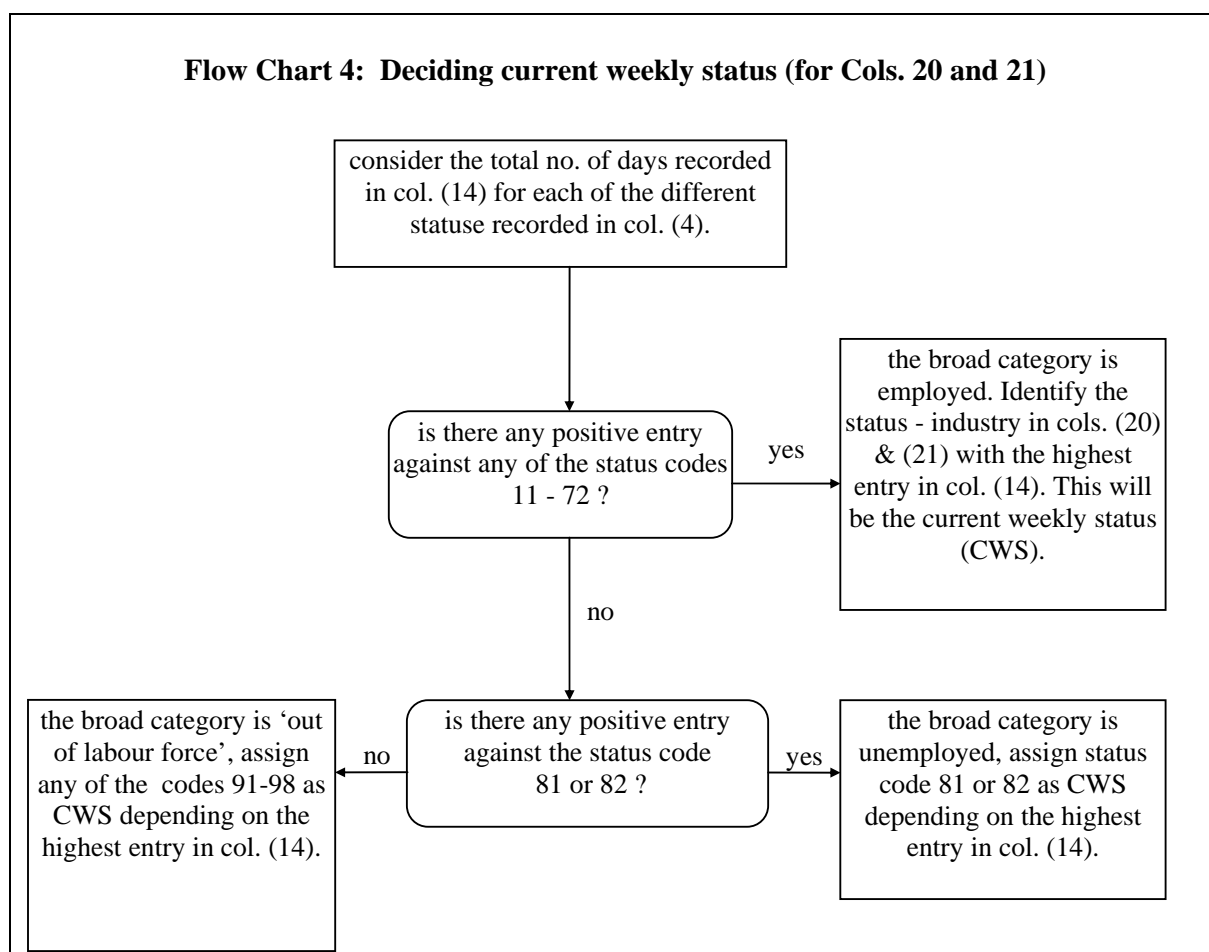 Flow Chart 4: Deciding current weekly status (for Cols. 20 and 21)
consider the total no. of days recorded
in col. (14) for each of the different
statuse recorded in col. (4).
is there any positive entry
against any of the status codes
11 - 72 ?
yes
the broad category is
employed. Identify the
status - industry in cols. (20)
& (21) with the highest
entry in col. (14). This will
be the current weekly status
(CWS).
no
is there any positive entry
against the status code
81 or 82 ?
no
the broad category is ‘out
of labour force’, assign
any of the codes 91-98 as
CWS depending on the
highest entry in col. (14).
yes
the broad category is
unemployed, assign status
code 81 or 82 as CWS
depending on the highest
entry in col. (14).